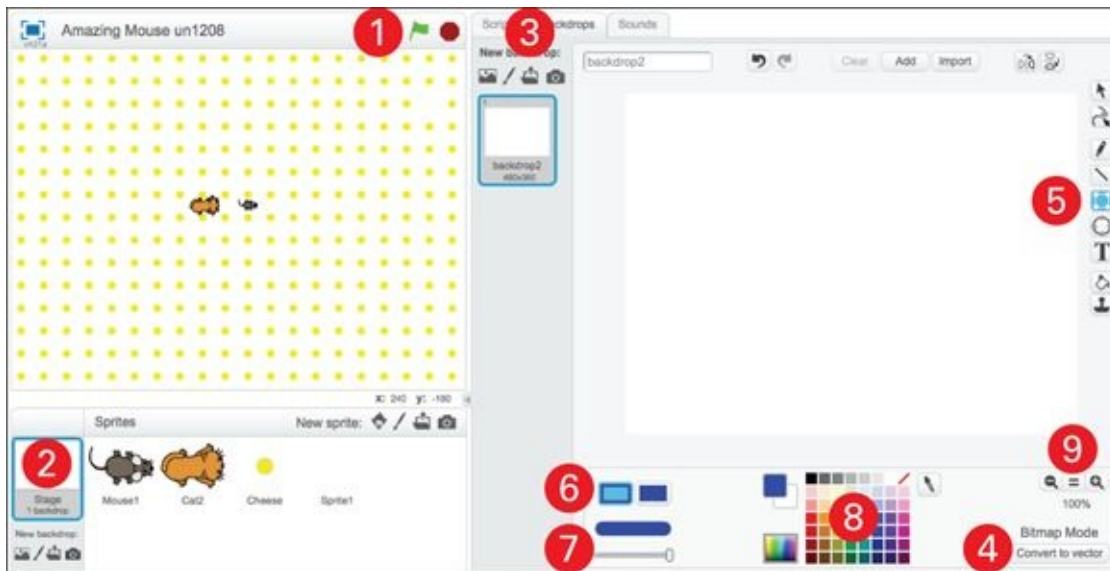 Amazing Mouse un1208
1
x: 240 y: -180
Sprites
New sprite:
2
Stage
1 backdrop
New backdrop:
Mouse1
Cat2
Cheese
Sprite1
3
Sounds
New backdrop:
1
backdrop2
480x360
backdrop2
Clear
Add
Import
5
T
6
7
8
9
100%
Bitmap Mode
4
Convert to vector